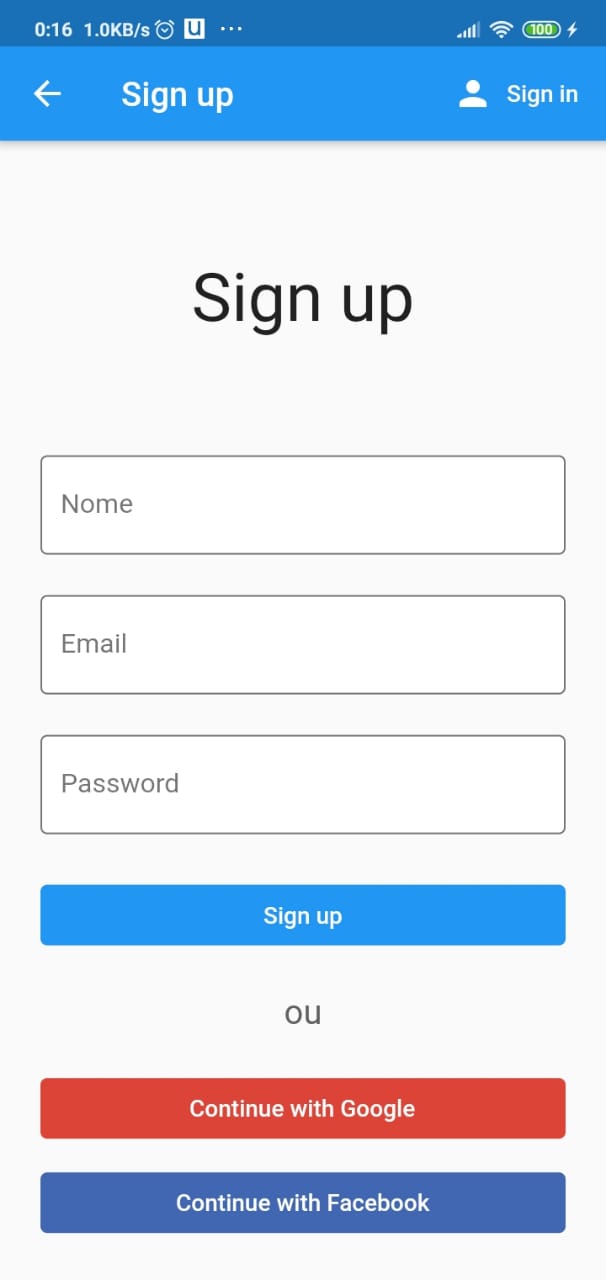 0:16 1.0KB/s U ... 100
Sign up Sign in
Sign up
Nome
Email
Password
Sign up
ou
Continue with Google
Continue with Facebook